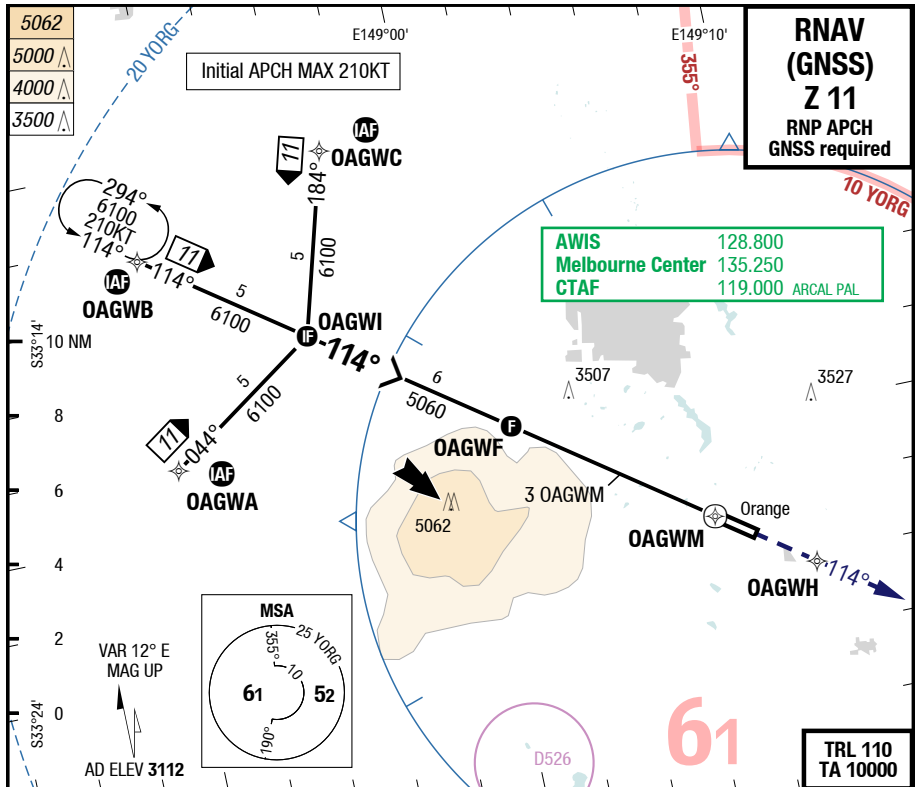 5062
5000
4000
3500
20 YORG
E149°00'
E149°10'
Initial APCH MAX 210KT
355°
RNAV
(GNSS)
Z 11
RNP APCH
GNSS required
10 YORG
IAF
OAGWC
11
184°
5
6100
294°
6100
210KT
114°
11
114°
IAF
OAGWB
5
6100
AWIS 128.800
Melbourne Center 135.250
CTAF 119.000 ARCAL PAL
S33°14'
10 NM
OAGWI
IF
114°
5
6100
6
5060
3507
3527
8
11
044°
IAF
OAGWA
F
OAGWF
6
5062
3 OAGWM
Orange
OAGWM
4
OAGWH
114°
2
VAR 12° E
MAG UP
MSA
25 YORG
355°
10
61
52
190°
S33°24'
0
AD ELEV 3112
D526
61
TRL 110
TA 10000